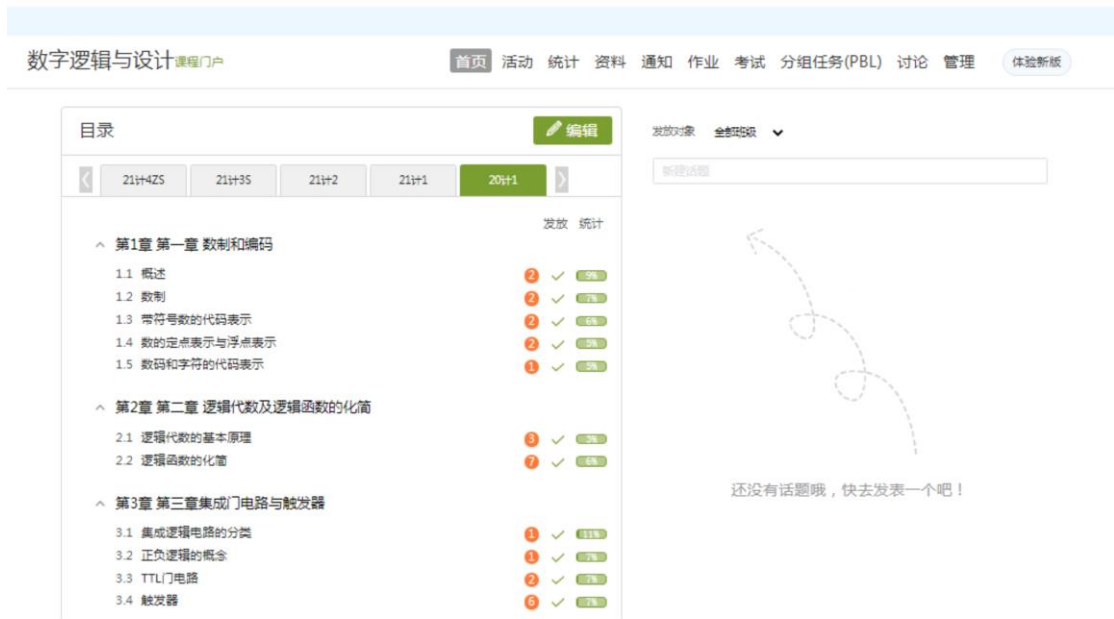 数字逻辑与设计课程门户
首页 活动 统计 资料 通知 作业 考试 分组任务(PBL) 讨论 管理 体验新版
目录
编辑
21计4ZS 21计3S 21计2 21计1 20计1
发放 统计
第1章 第一章 数制和编码
1.1 概述 2 9%
1.2 数制 2 7%
1.3 带符号数的代码表示 2 6%
1.4 数的定点表示与浮点表示 2 5%
1.5 数码和字符的代码表示 1 5%
第2章 第二章 逻辑代数及逻辑函数的化简
2.1 逻辑代数的基本原理 3 3%
2.2 逻辑函数的化简 7 6%
第3章 第三章集成门电路与触发器
3.1 集成逻辑电路的分类 1 11%
3.2 正负逻辑的概念 1 7%
3.3 TTL门电路 2 7%
3.4 触发器 6 7%
发放对象 全部班级
新建话题
还没有话题哦，快去发表一个吧！